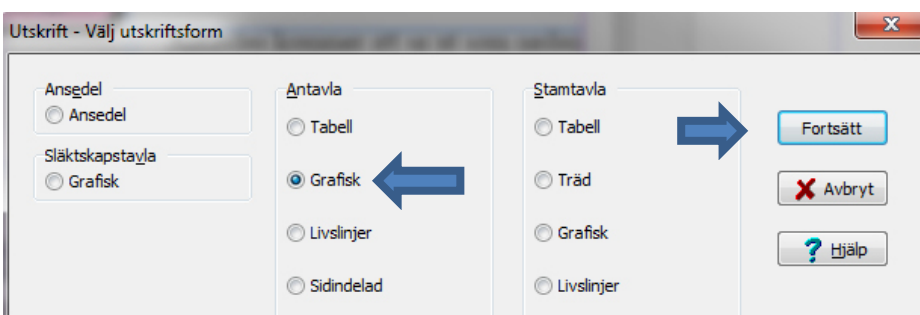 Utskrift - Välj utskriftsform
Ansedel
Ansedel
Släktskapstavla
Grafisk
Antavla
Tabell
Grafisk
Livslinjer
Sidindelad
Stamtavla
Tabell
Träd
Grafisk
Livslinjer
Fortsätt
Avbryt
? Hjälp